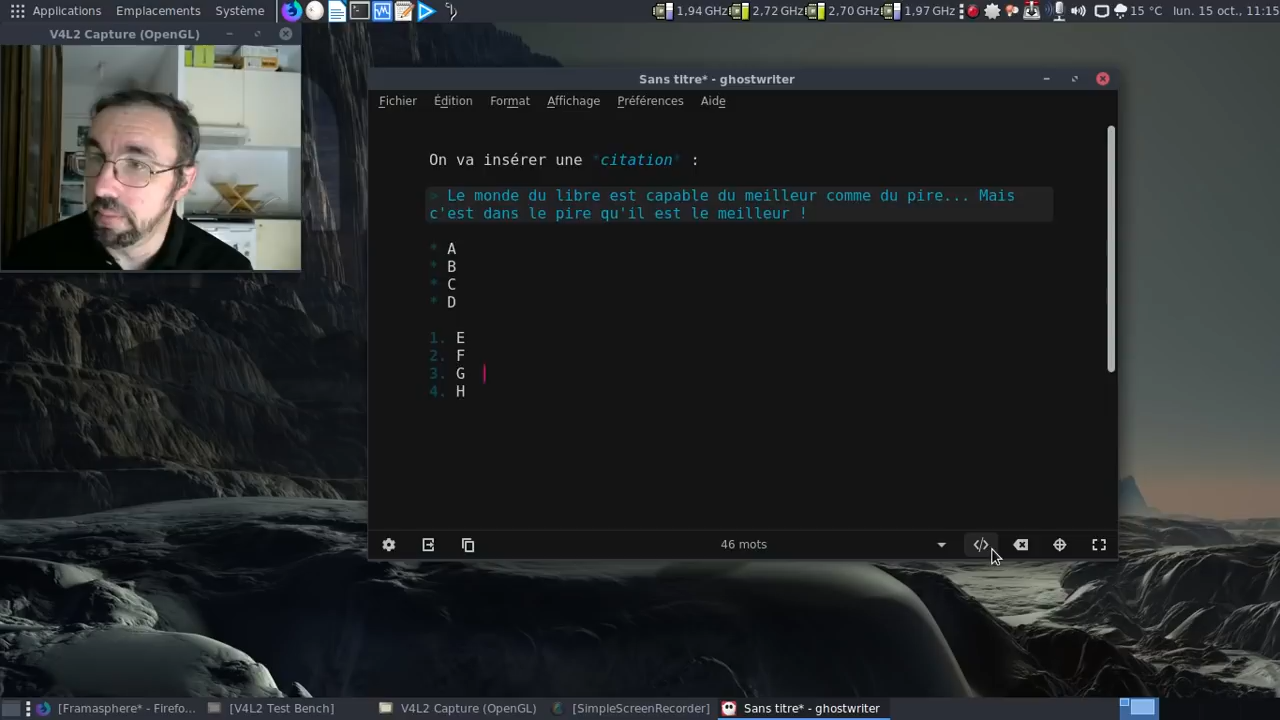 Applications Emplacements Système 1,94 GHz 2,72 GHz 2,70 GHz 1,97 GHz 15 °C lun. 15 oct., 11:15
V4L2 Capture (OpenGL)
Sans titre* - ghostwriter
Fichier Édition Format Affichage Préférences Aide
On va insérer une *citation* :
> Le monde du libre est capable du meilleur comme du pire... Mais
c'est dans le pire qu'il est le meilleur !
* A
* B
* C
* D
1. E
2. F
3. G
4. H
46 mots
[Framasphere* - Firefo... [V4L2 Test Bench] V4L2 Capture (OpenGL) [SimpleScreenRecorder] Sans titre* - ghostwriter